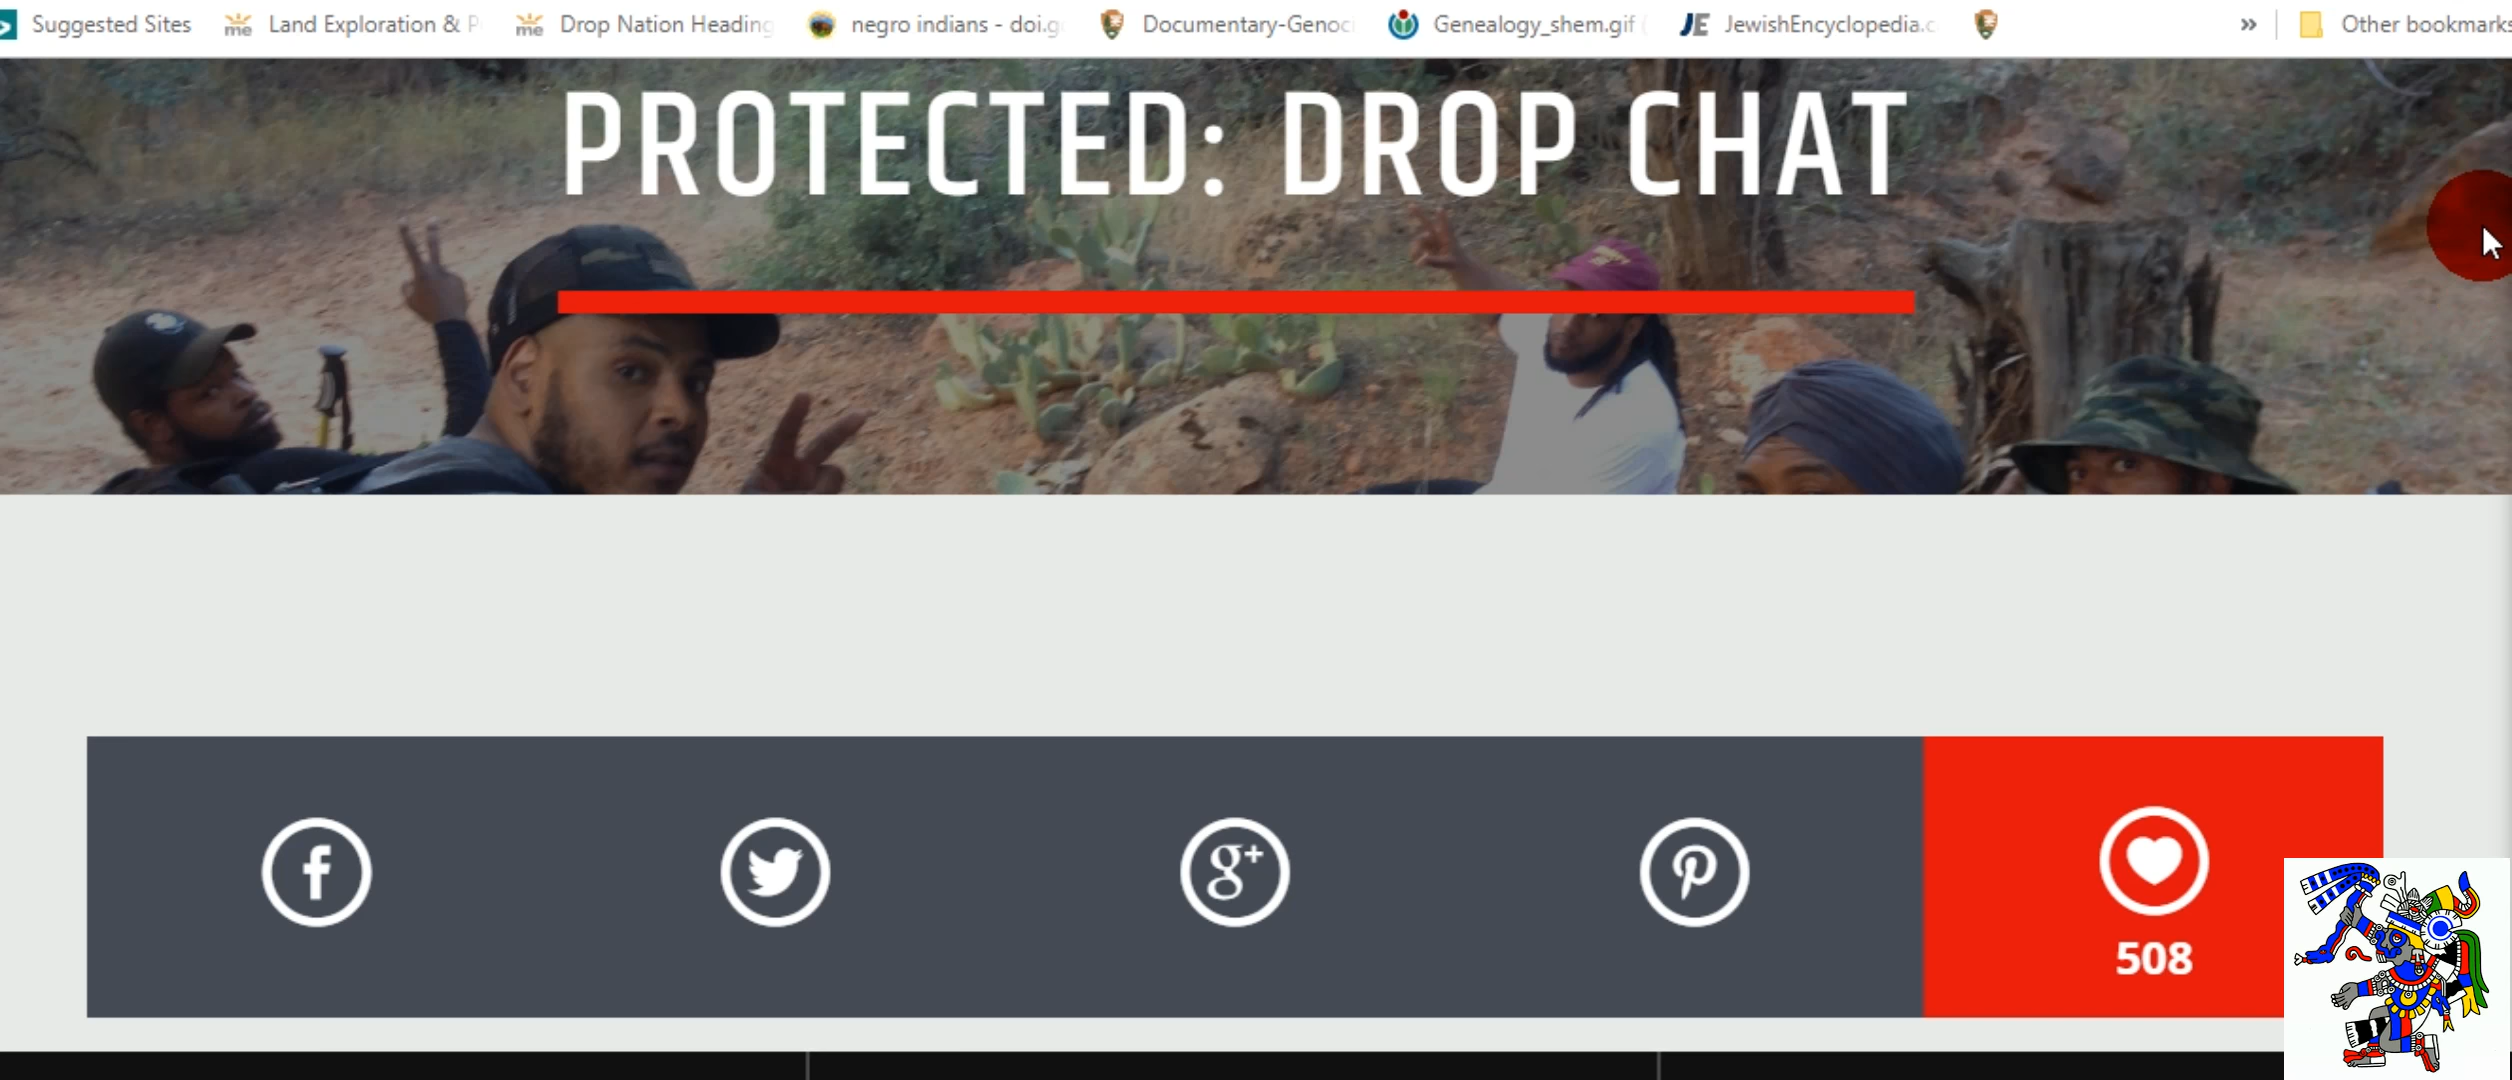 Suggested Sites Land Exploration & P Drop Nation Heading negro indians - doi.g Documentary-Genoc Genealogy_shem.gif ( JE JewishEncyclopedia.c » Other bookmarks
PROTECTED: DROP CHAT
508